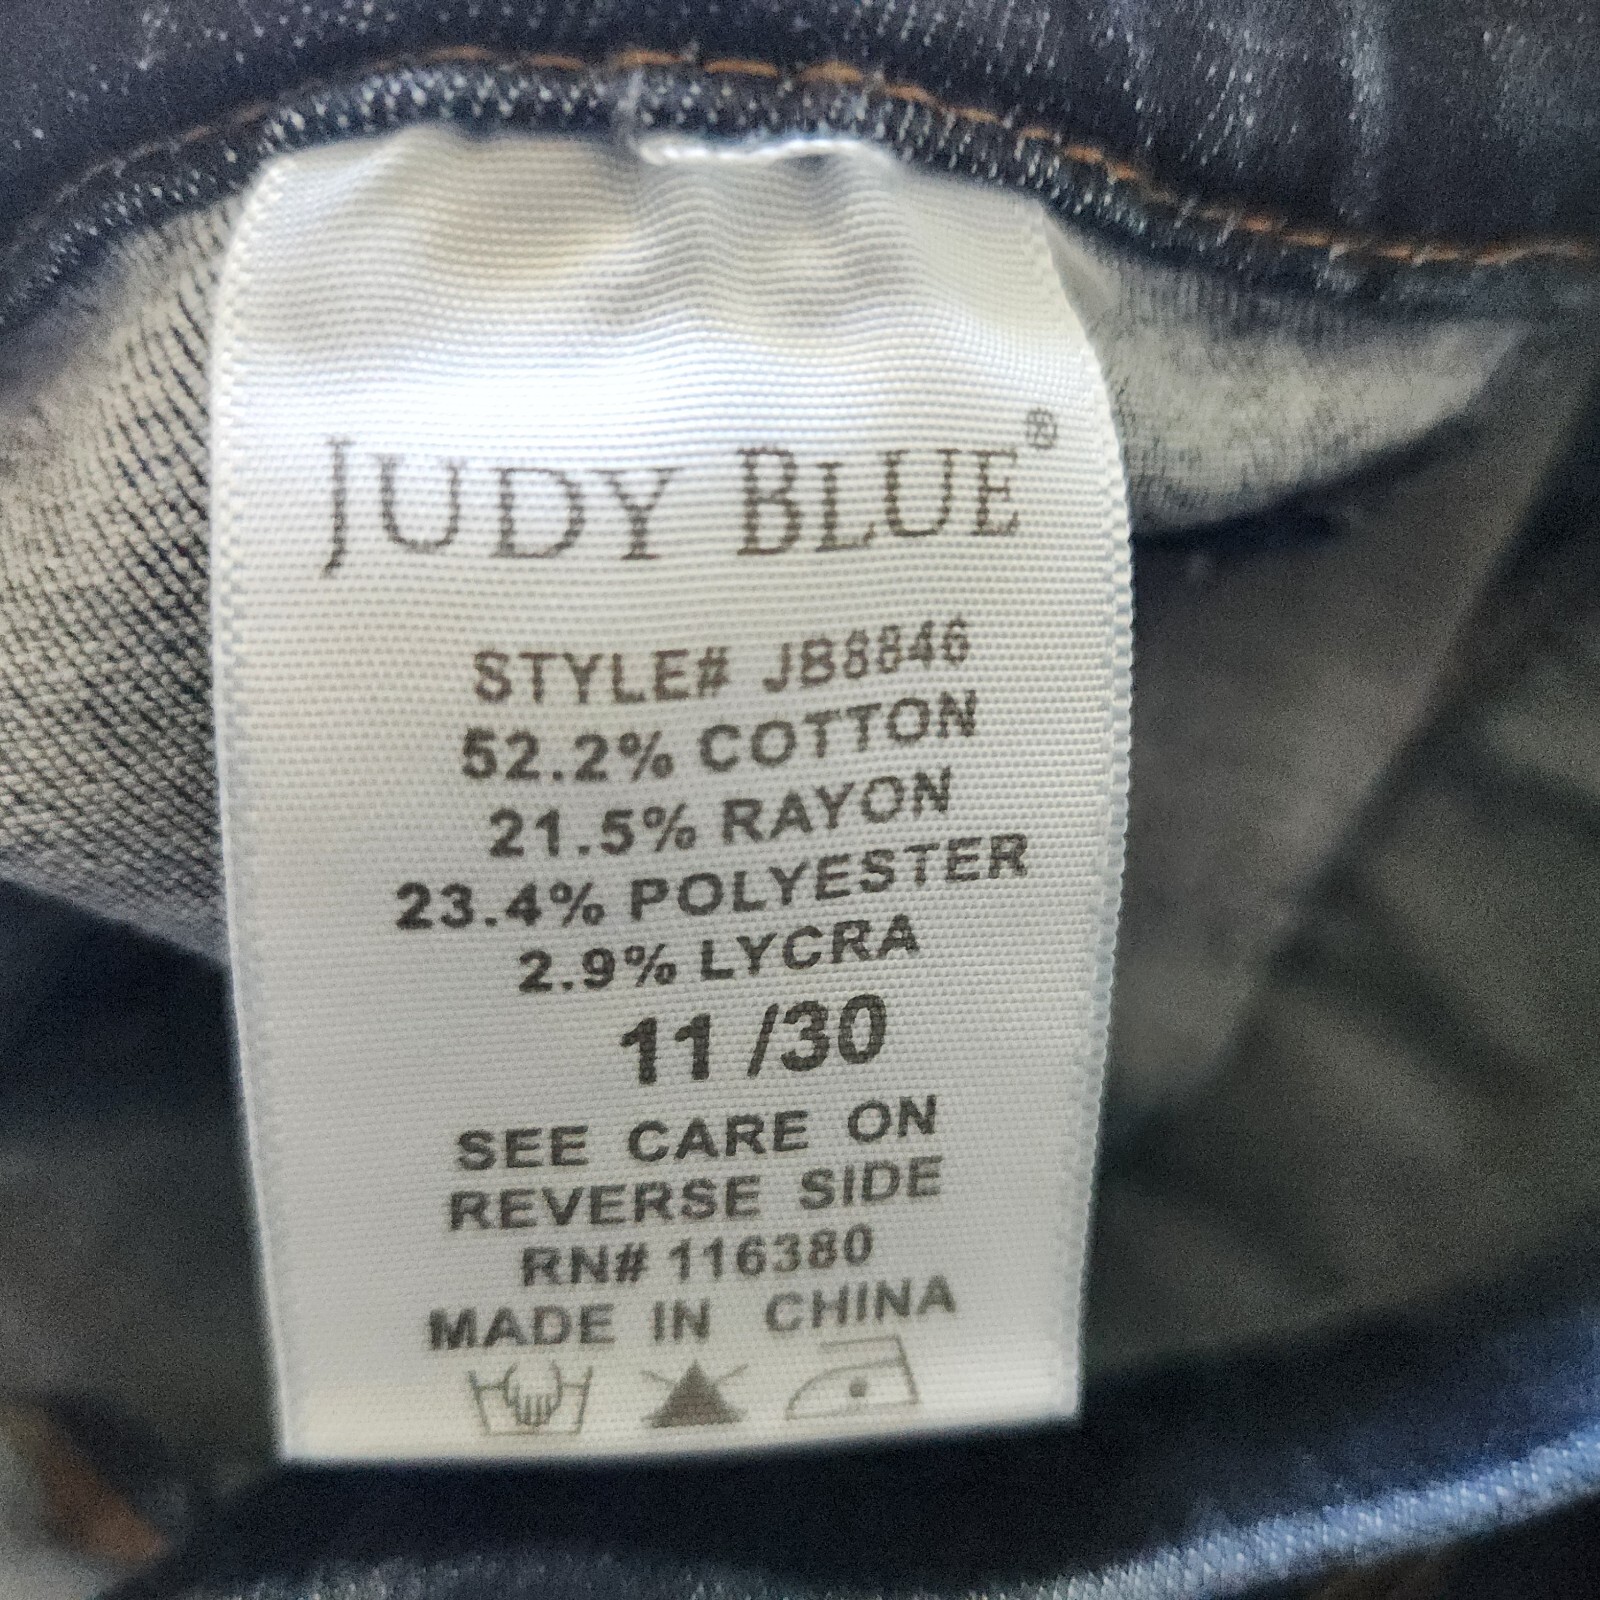 JUDY BLUE®
STYLE# JB8846
52.2% COTTON
21.5% RAYON
23.4% POLYESTER
2.9% LYCRA
11 /30
SEE CARE ON
REVERSE SIDE
RN# 116380
MADE IN CHINA